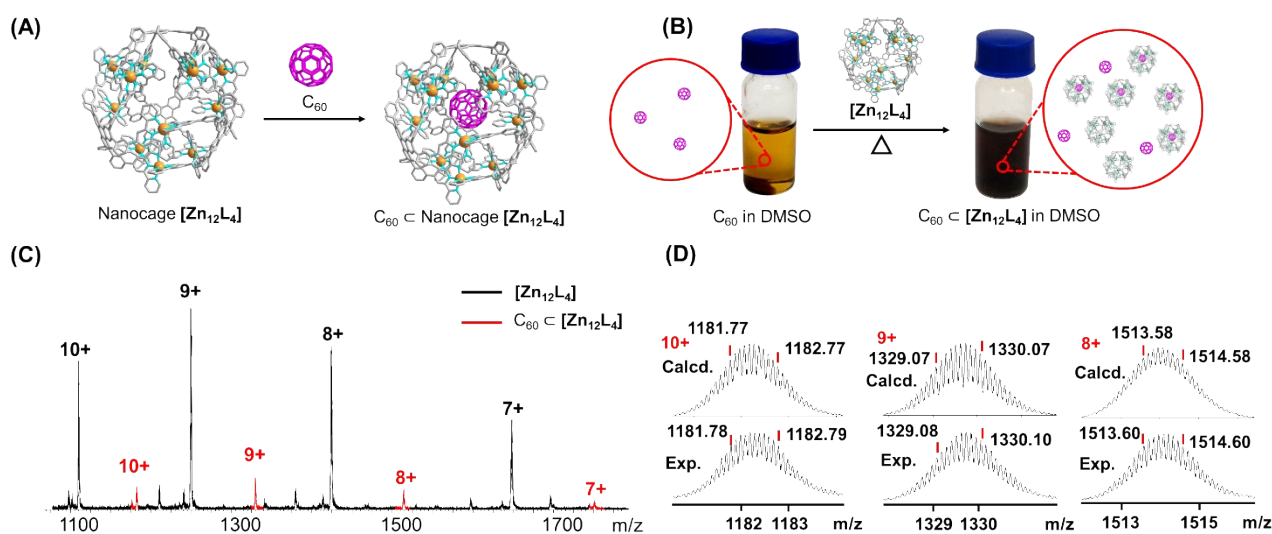 (A)
C₆₀
Nanocage [Zn₁₂L₄]
C₆₀ ⊂ Nanocage [Zn₁₂L₄]
(B)
[Zn₁₂L₄]
△
C₆₀ in DMSO
C₆₀ ⊂ [Zn₁₂L₄] in DMSO
(C)
[Zn₁₂L₄]
C₆₀ ⊂ [Zn₁₂L₄]
10+
9+
8+
7+
10+
9+
8+
7+
1100 1300 1500 1700 m/z
(D)
10+
1181.77
1182.77
Calcd.
1181.78
1182.79
Exp.
1182 1183 m/z
9+
1329.07
1330.07
Calcd.
1329.08
1330.10
Exp.
1329 1330 m/z
8+
1513.58
1514.58
Calcd.
1513.60
1514.60
Exp.
1513 1515 m/z